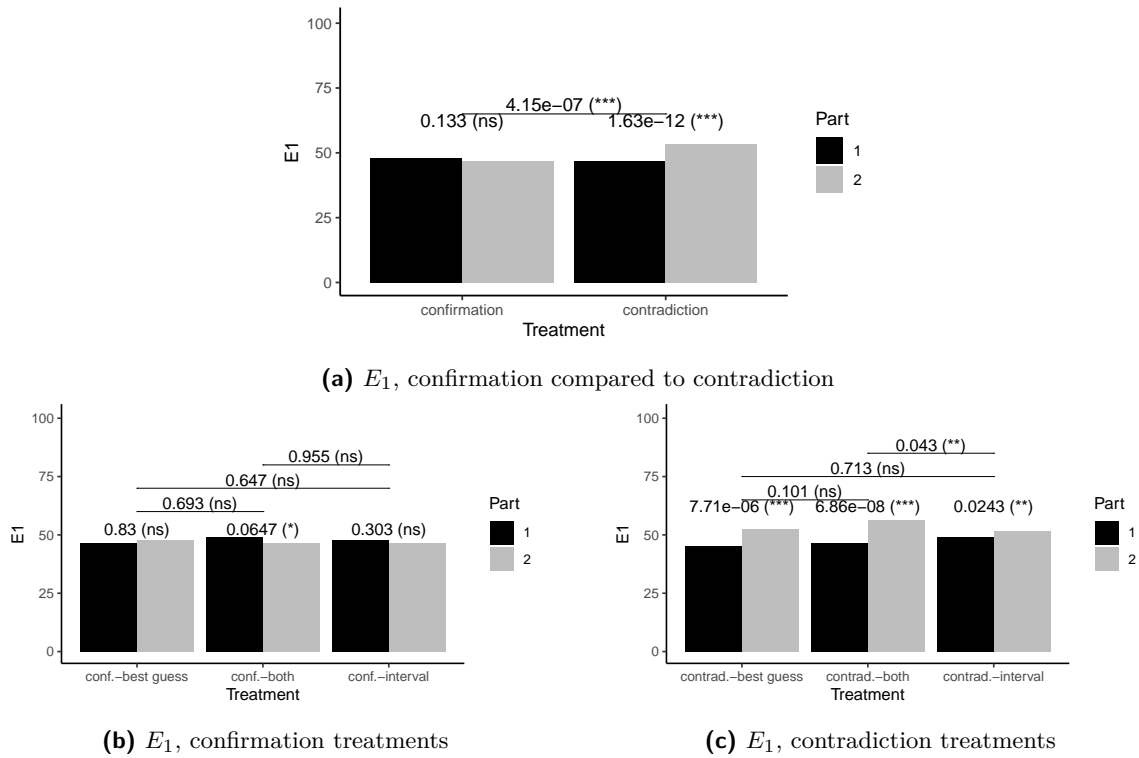 100
75
50
25
0
E1
4.15e−07 (***)
0.133 (ns)
1.63e−12 (***)
confirmation
contradiction
Treatment
Part
1
2
(a) E1, confirmation compared to contradiction
100
75
50
25
0
E1
0.955 (ns)
0.647 (ns)
0.693 (ns)
0.83 (ns)
0.0647 (*)
0.303 (ns)
conf.−best guess
conf.−both
conf.−interval
Treatment
Part
1
2
(b) E1, confirmation treatments
100
75
50
25
0
E1
0.043 (**)
0.713 (ns)
0.101 (ns)
7.71e−06 (***)
6.86e−08 (***)
0.0243 (**)
contrad.−best guess
contrad.−both
contrad.−interval
Treatment
Part
1
2
(c) E1, contradiction treatments